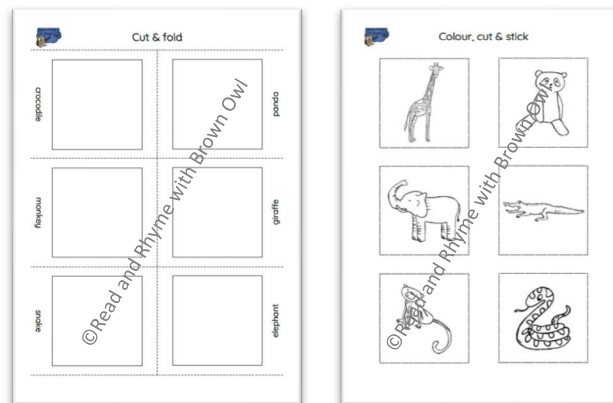 Cut & fold
crocodile
panda
monkey
giraffe
snake
elephant
©Read and Rhyme with Brown Owl
Colour, cut & stick
©Read and Rhyme with Brown Owl